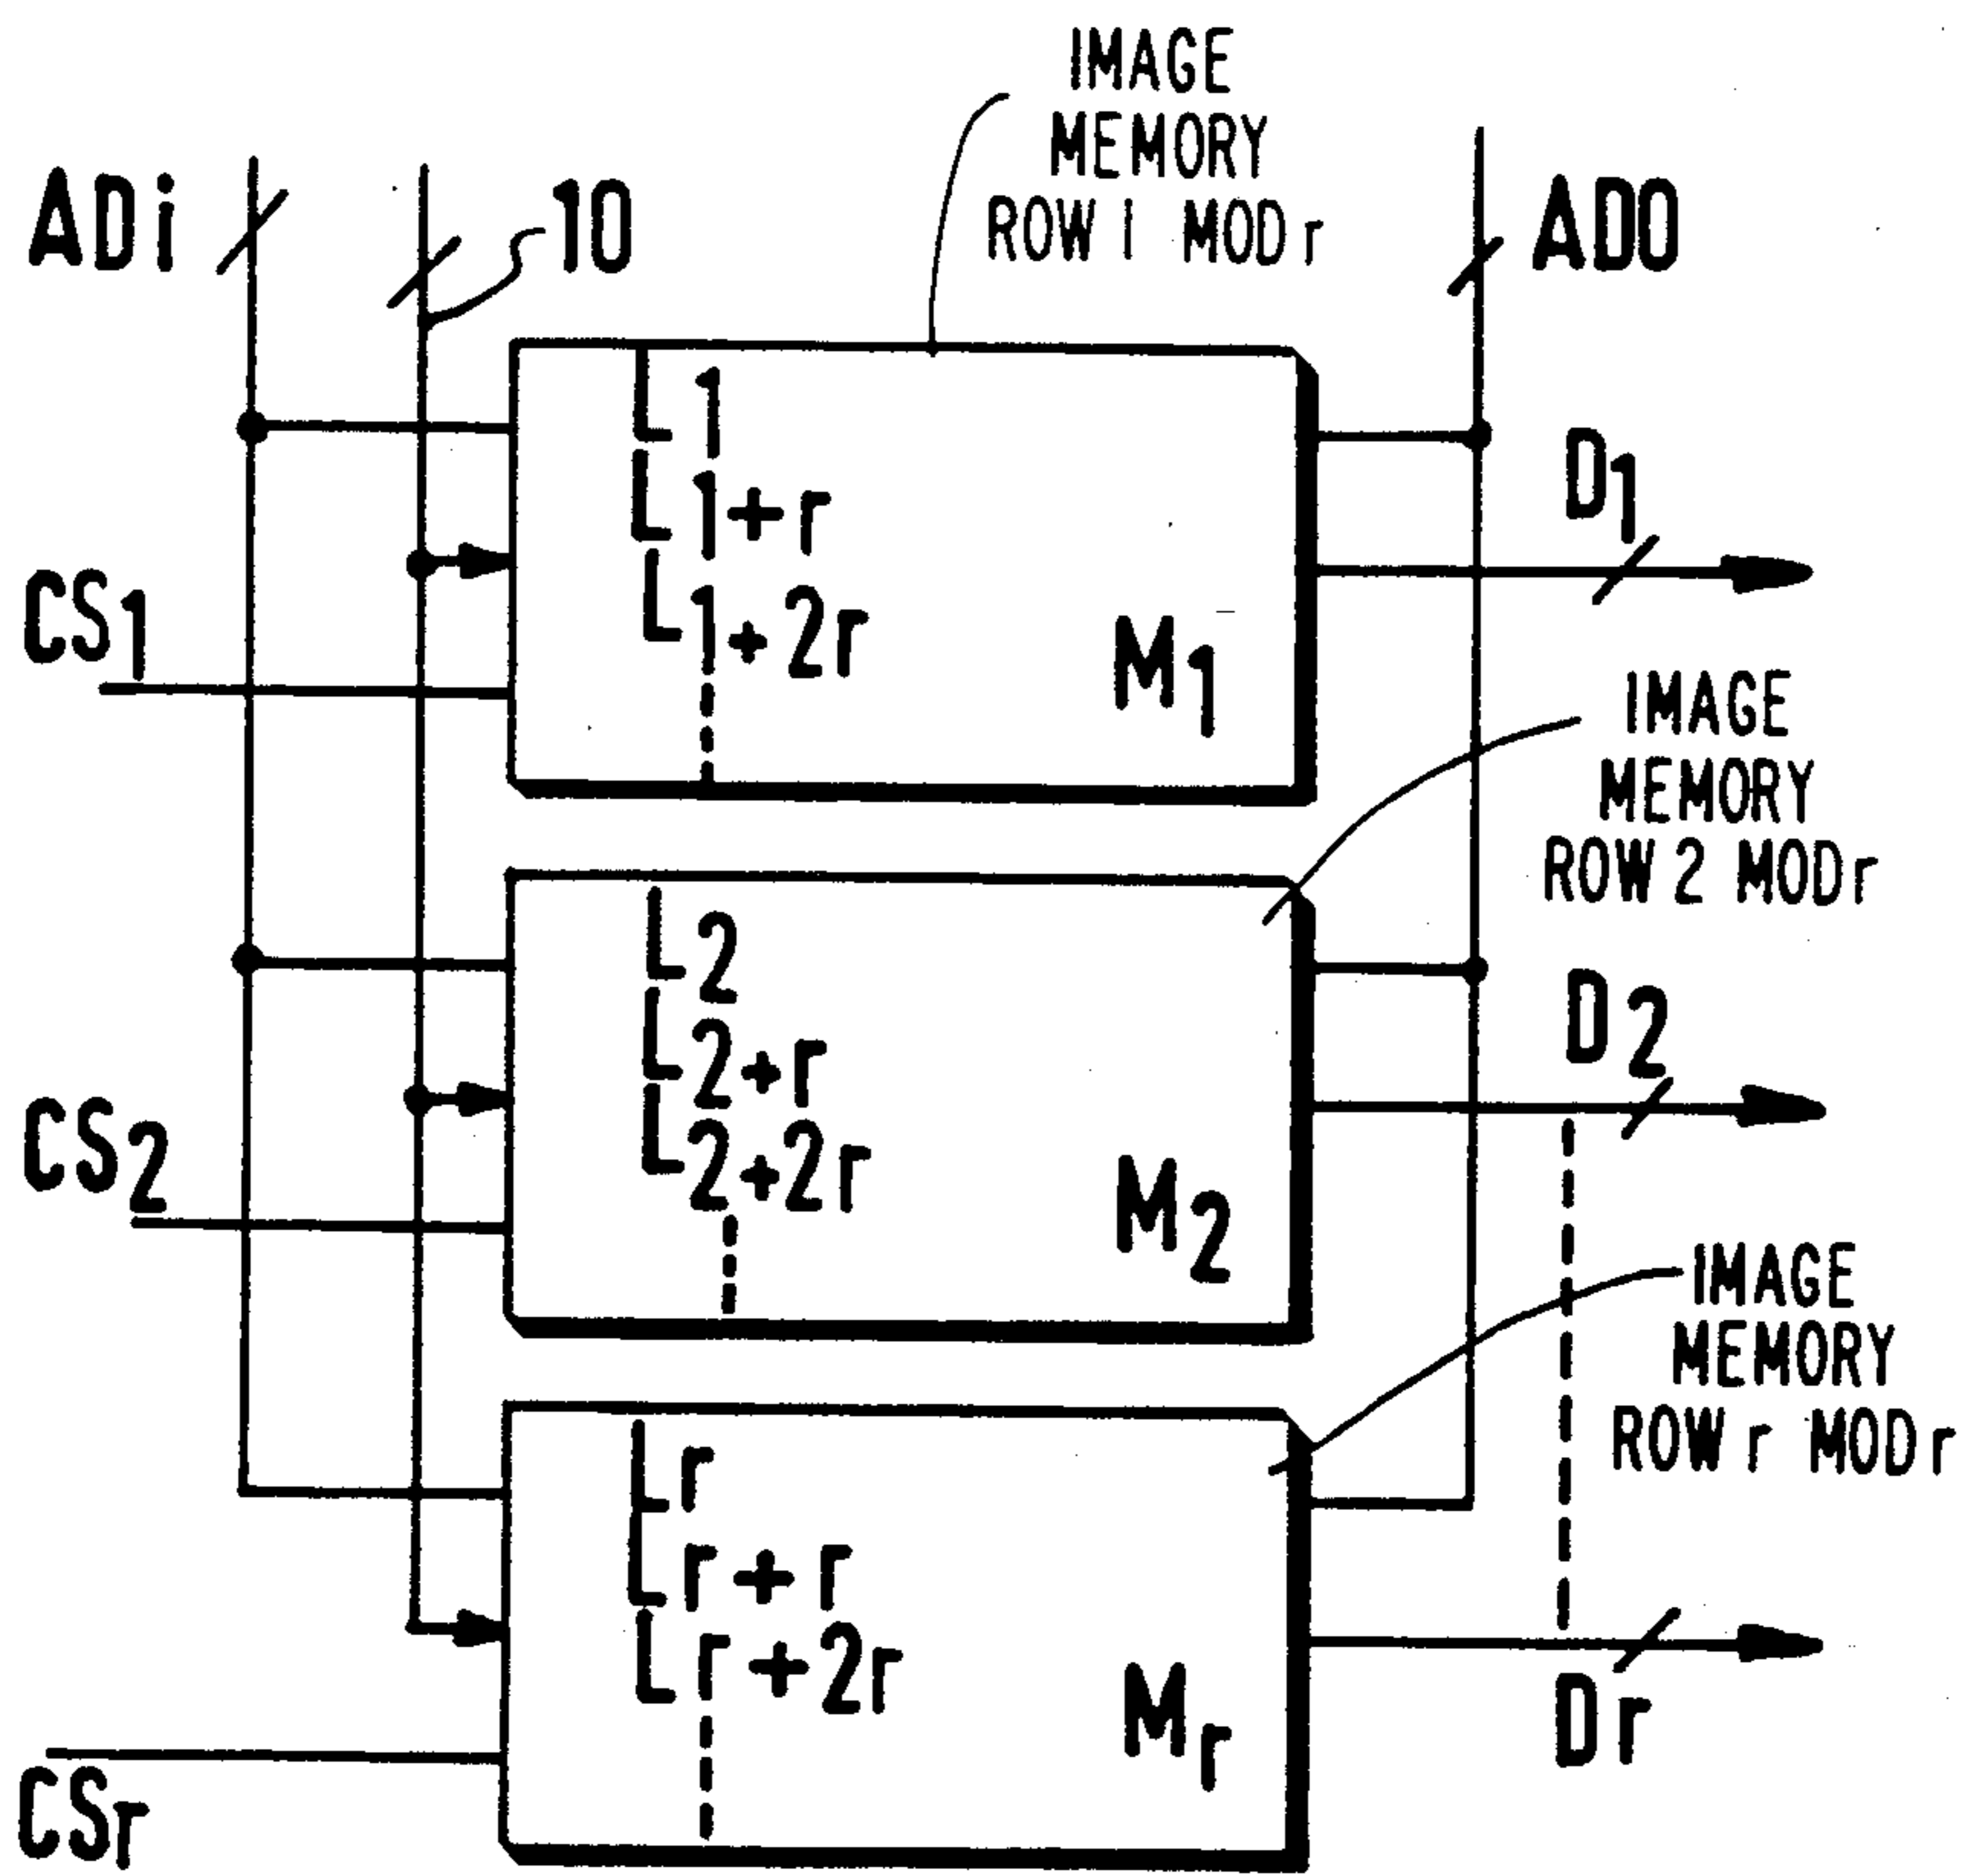 IMAGE
MEMORY
ROW 1 MOD r
ADi
10
ADO
L1
L1+r
L1+2r
M1
D1
CS1
IMAGE
MEMORY
ROW 2 MOD r
L2
L2+r
L2+2r
M2
D2
CS2
IMAGE
MEMORY
ROW r MOD r
Lr
Lr+r
Lr+2r
Mr
Dr
CSr